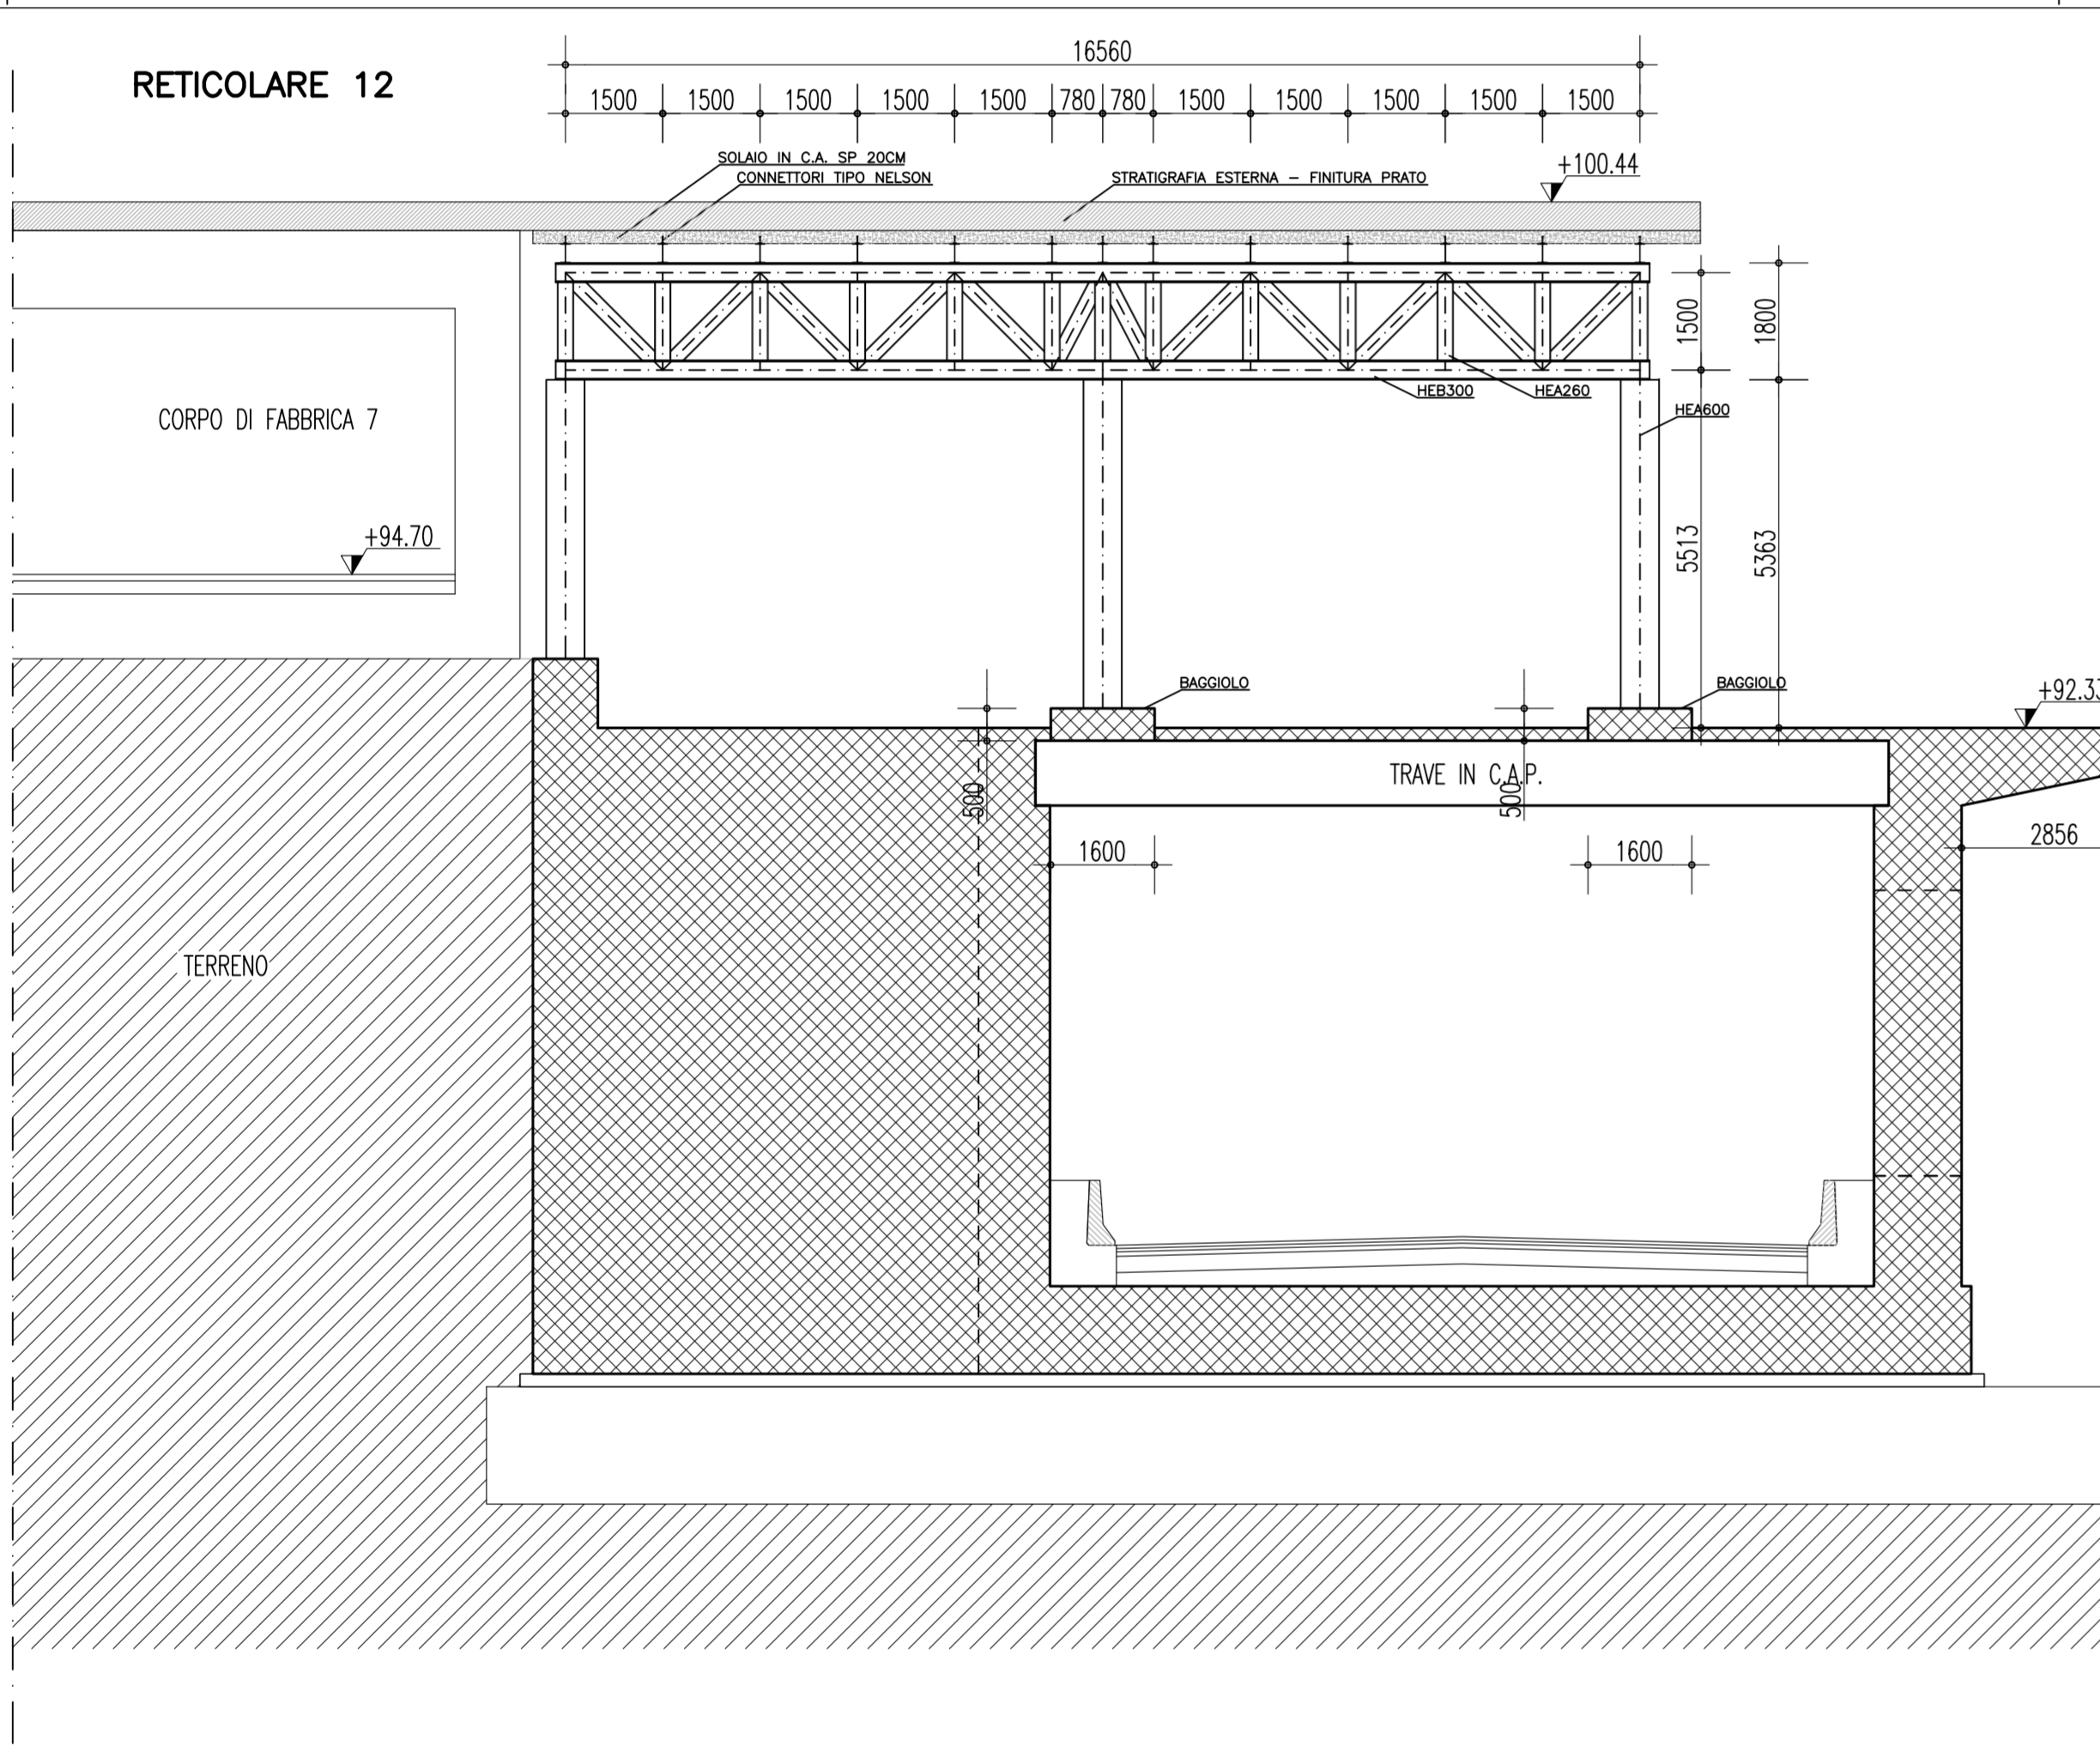 16560
RETICOLARE 12
1500 1500 1500 1500 1500 780 780 1500 1500 1500 1500 1500
SOLAIO IN C.A. SP 20CM
CONNETTORI TIPO NELSON
STRATIGRAFIA ESTERNA – FINITURA PRATO
+100.44
1500
1800
HEB300
HEA260
HEA600
CORPO DI FABBRICA 7
+94.70
5513
5363
BAGGIOLO
BAGGIOLO
+92.33
TRAVE IN C.A.P.
500
500
1600
1600
2856
TERRENO